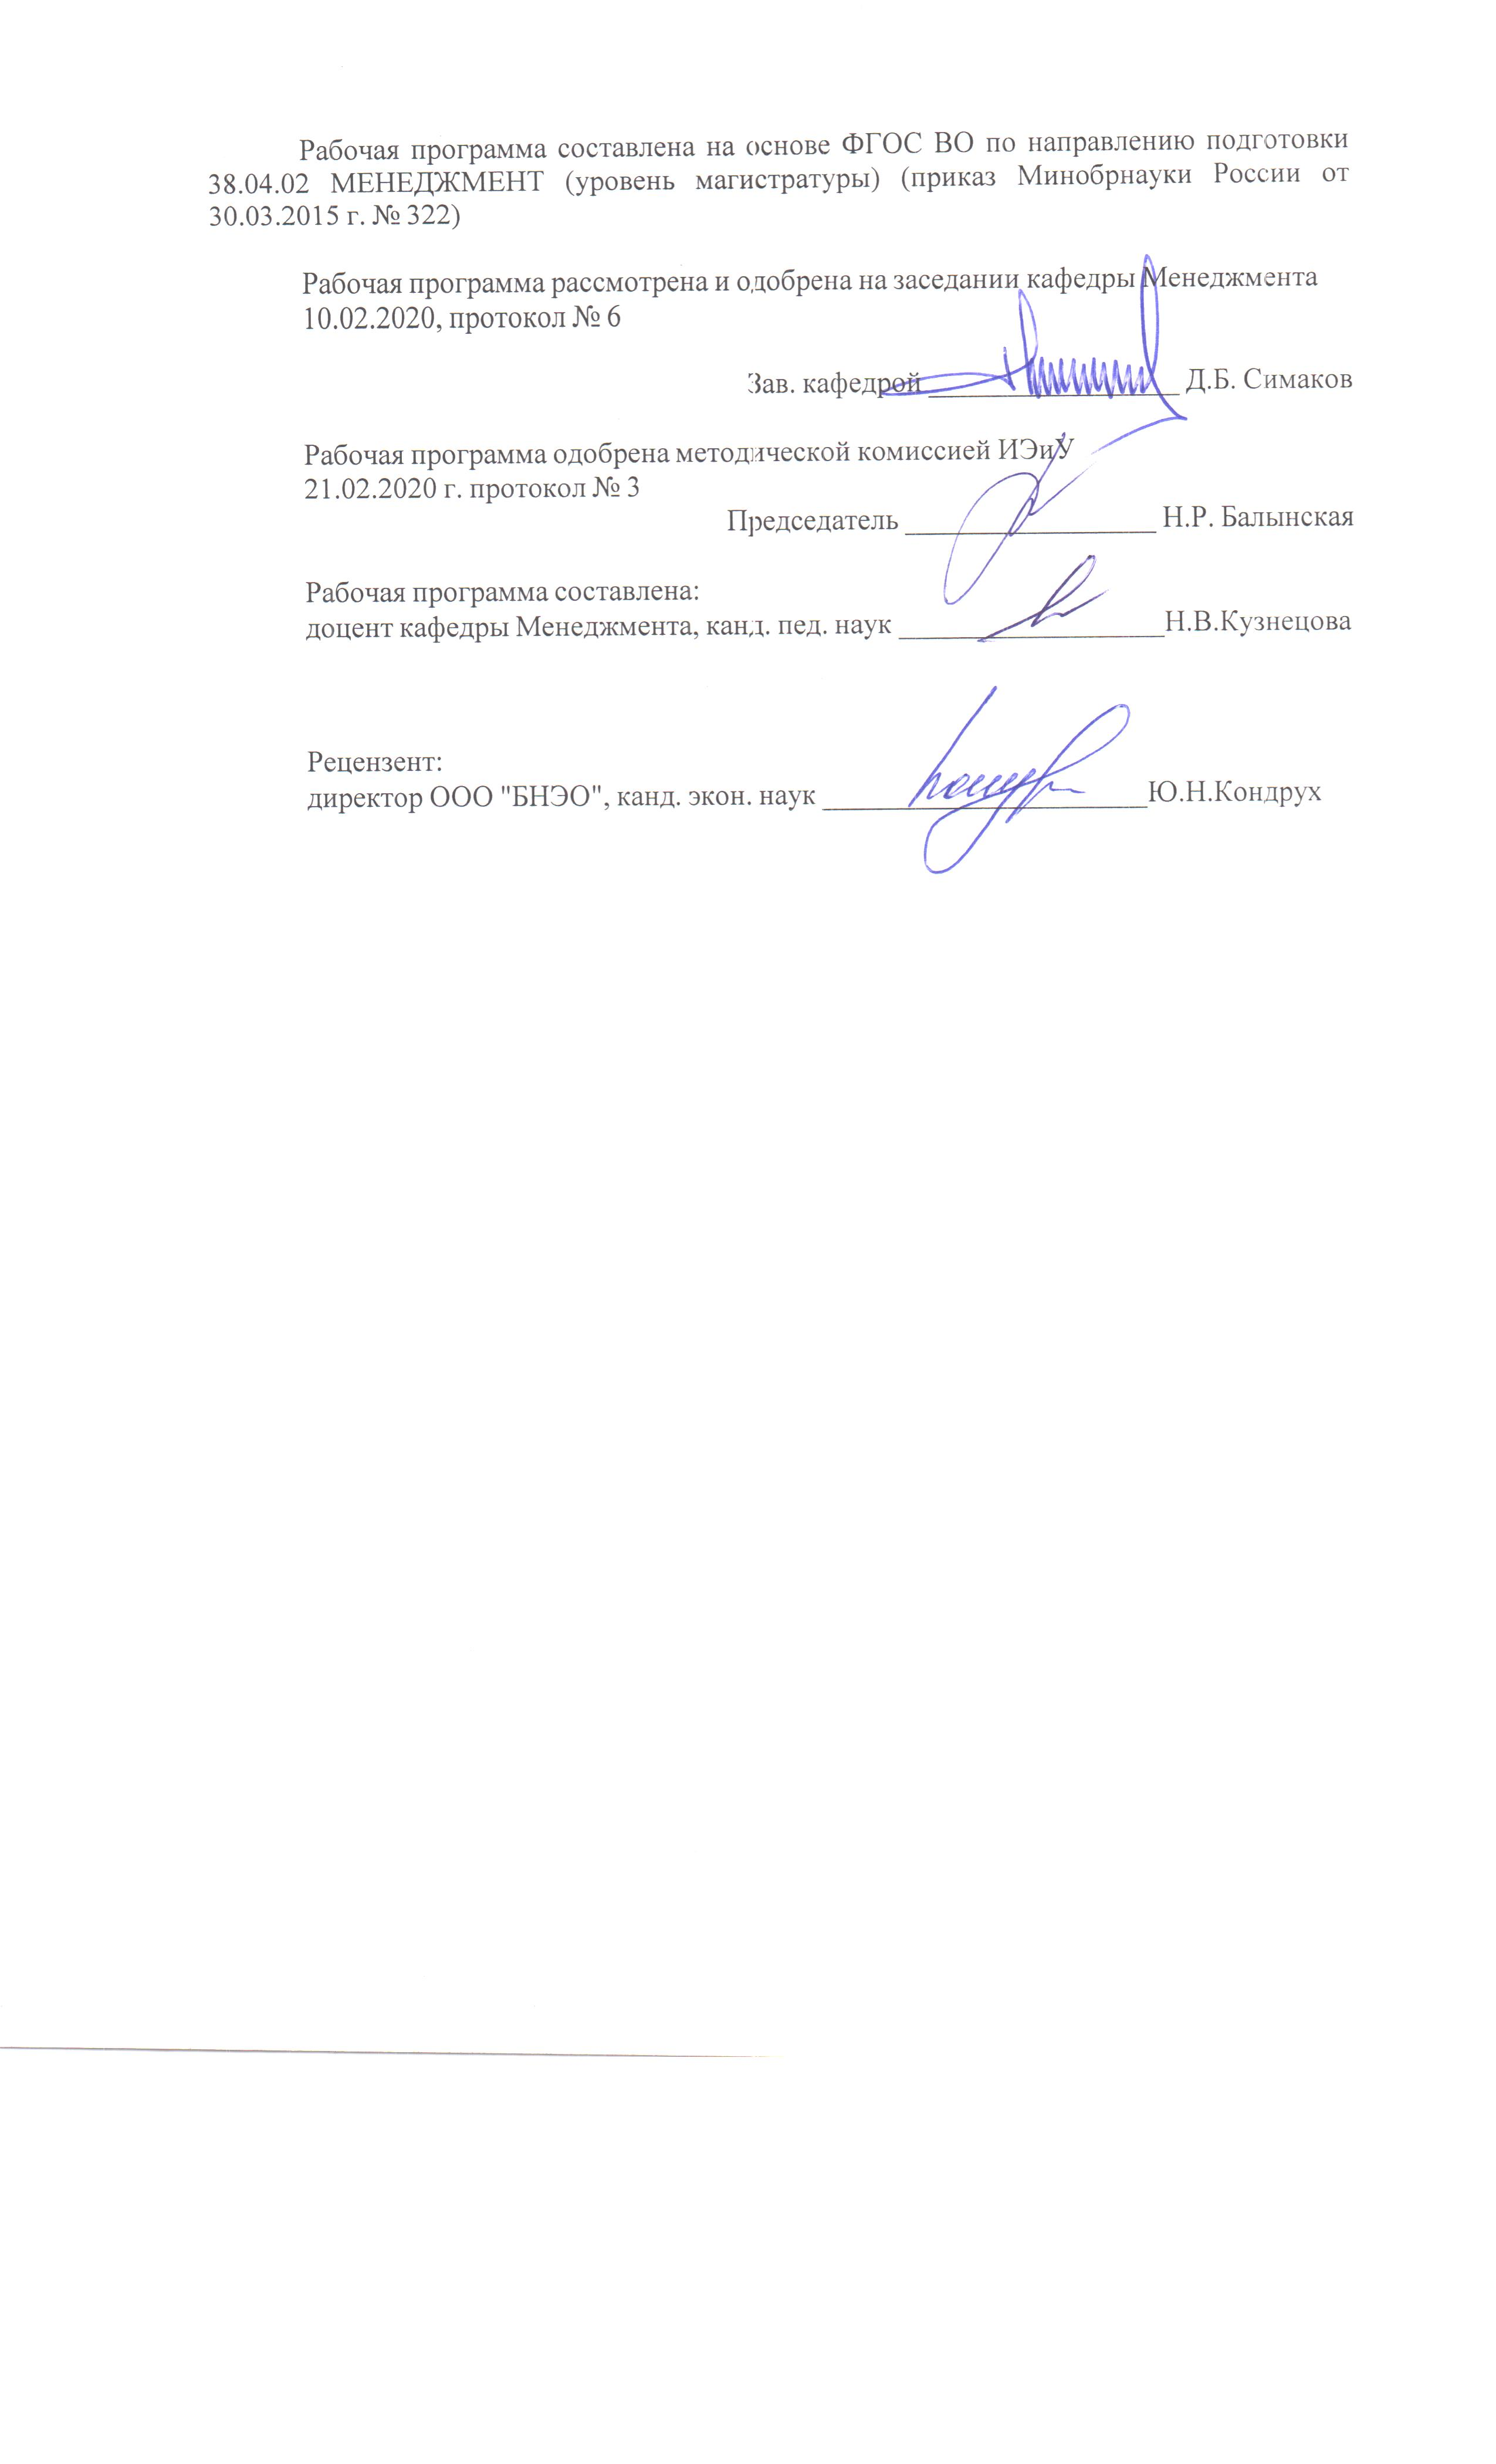 Рабочая программа составлена на основе ФГОС ВО по направлению подготовки
38.04.02 МЕНЕДЖМЕНТ (уровень магистратуры) (приказ Минобрнауки России от
30.03.2015 г. № 322)
Рабочая программа рассмотрена и одобрена на заседании кафедры Менеджмента
10.02.2020, протокол № 6
Зав. кафедрой __________________ Д.Б. Симаков
Рабочая программа одобрена методической комиссией ИЭиУ
21.02.2020 г. протокол № 3
Председатель __________________ Н.Р. Балынская
Рабочая программа составлена:
доцент кафедры Менеджмента, канд. пед. наук ___________________Н.В.Кузнецова
Рецензент:
директор ООО "БНЭО", канд. экон. наук _______________________Ю.Н.Кондрух